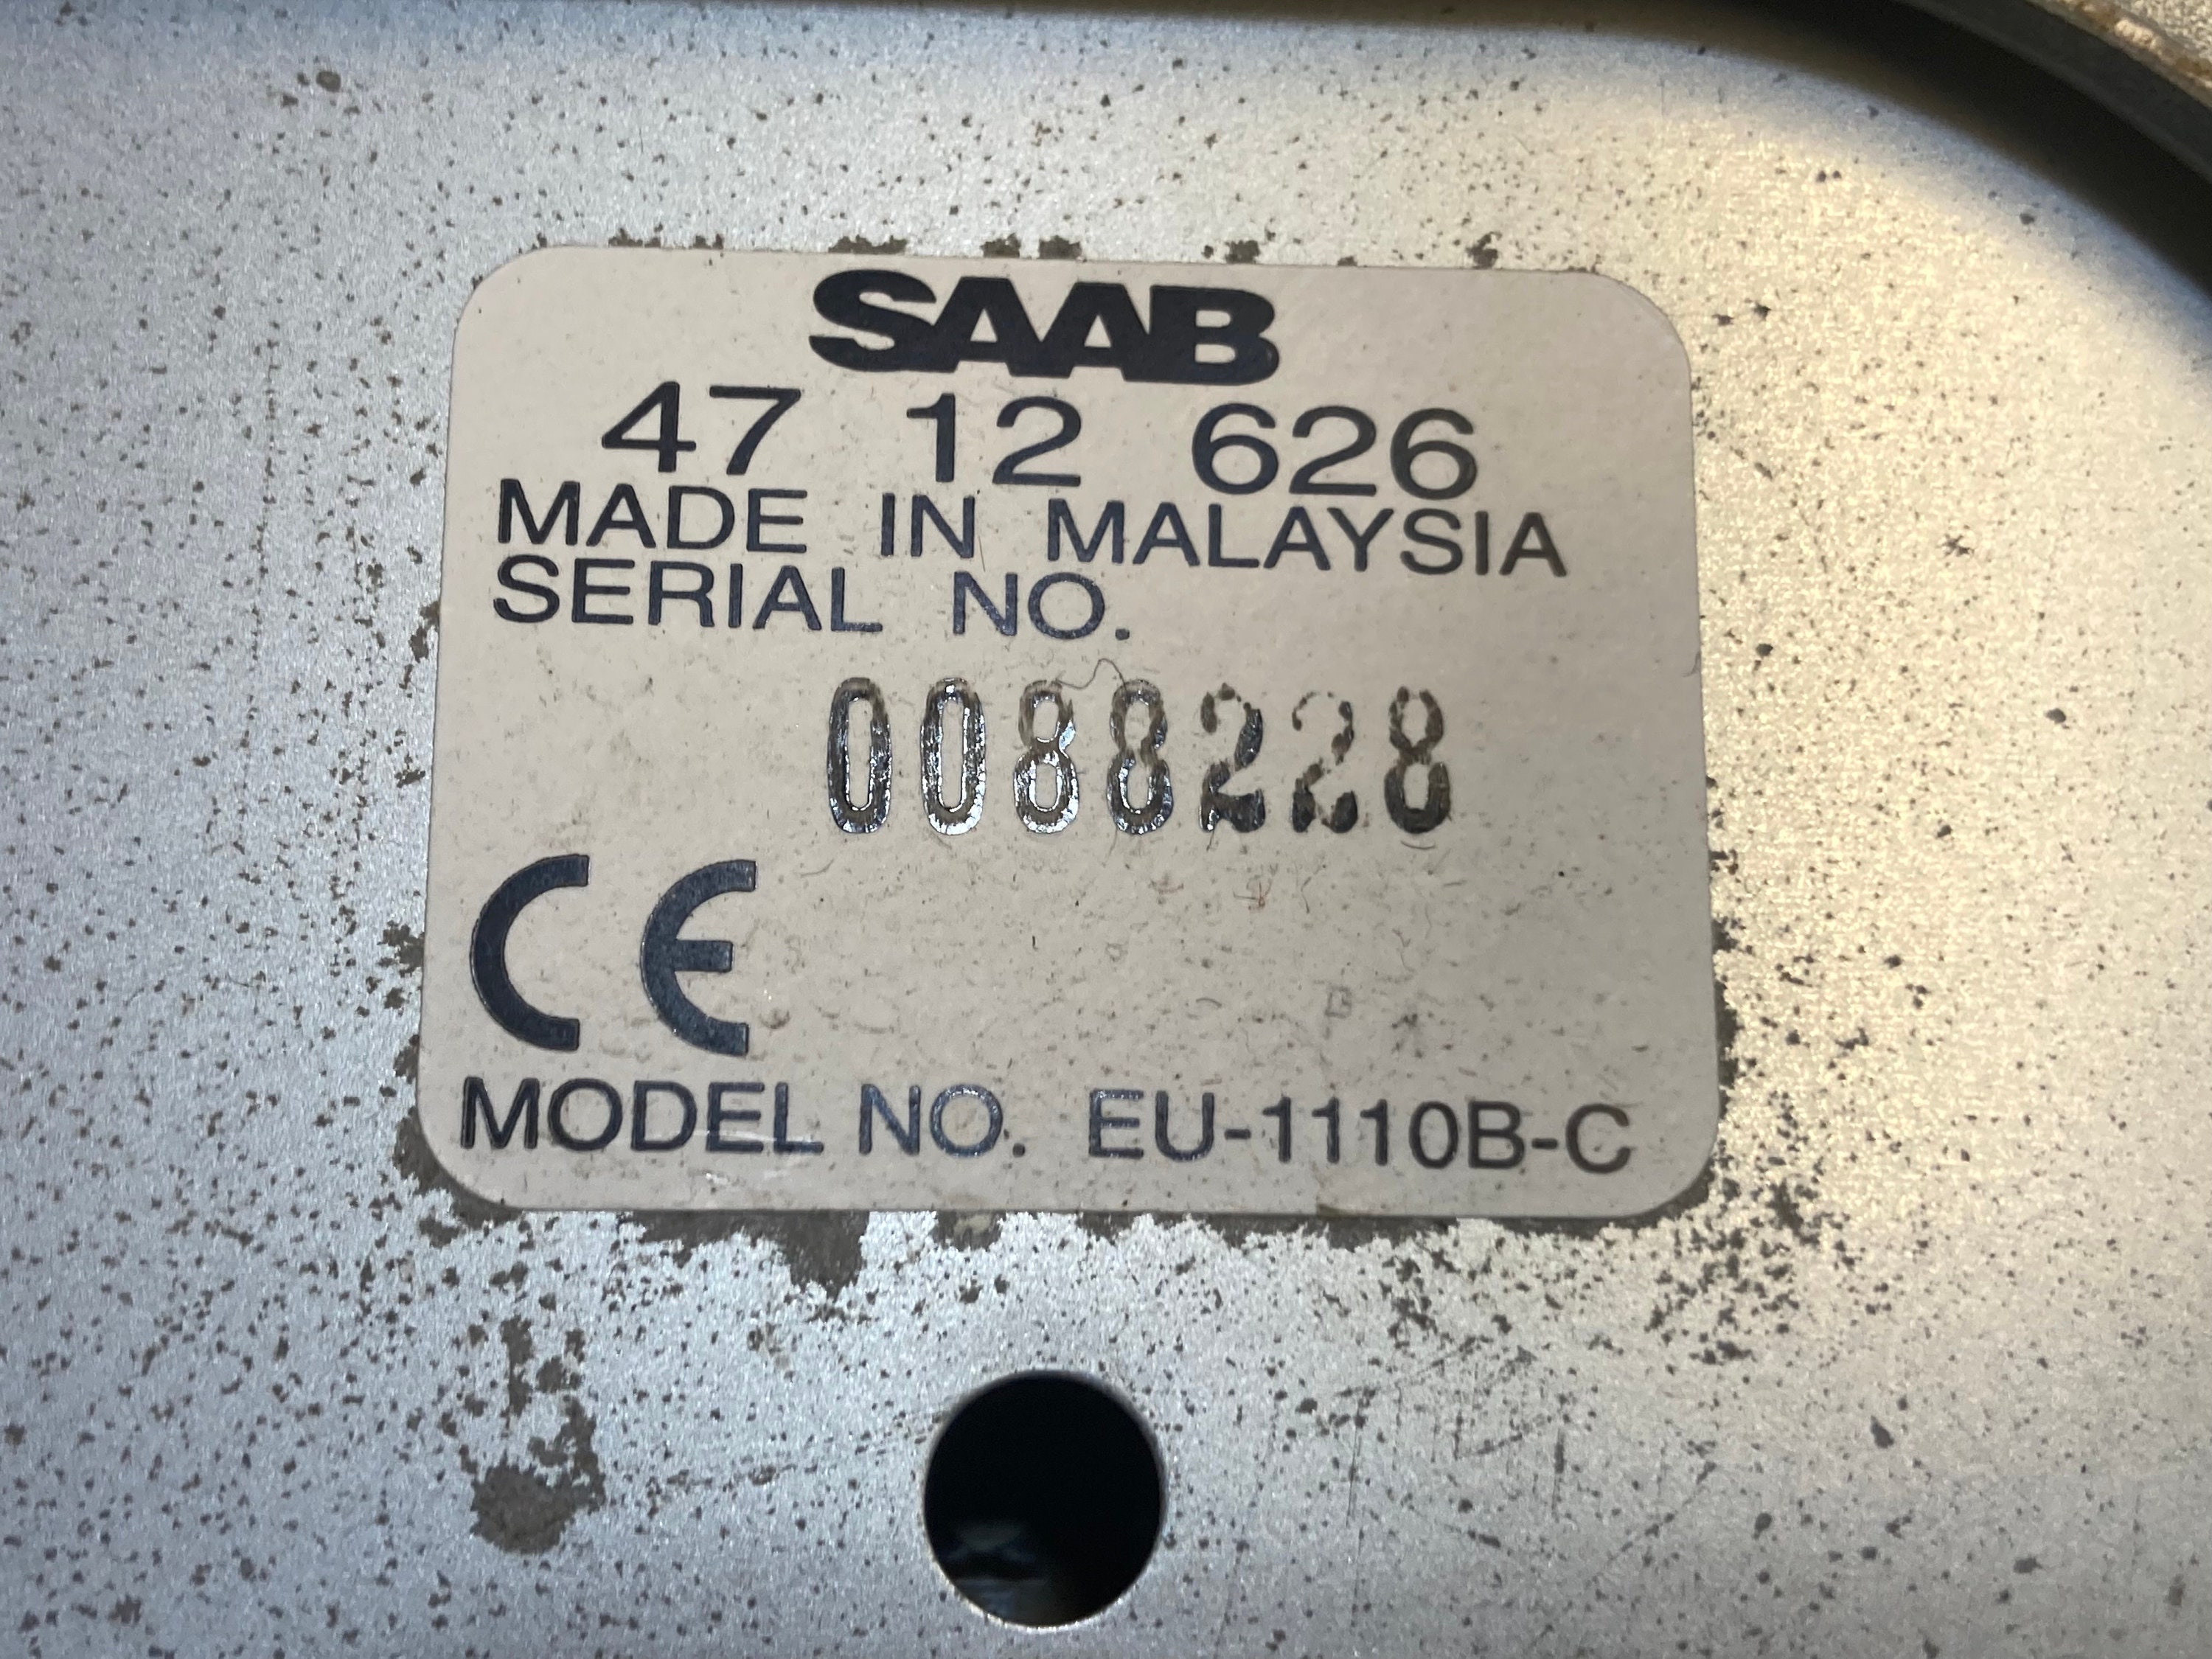 SAAB
47 12 626
MADE IN MALAYSIA
SERIAL NO.
0088228
CE
MODEL NO. EU-1110B-C